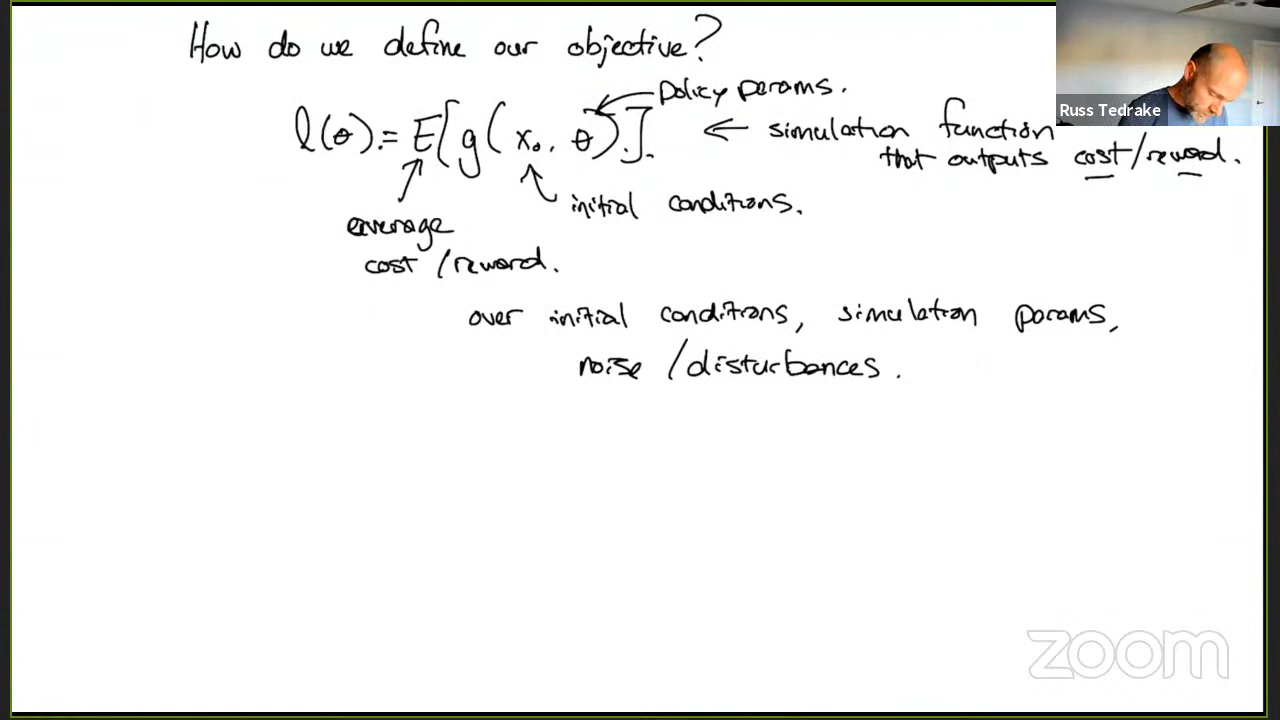 How do we define our objective?
policy params.
l(θ) := E[g(x₀, θ)].
← simulation function
that outputs cost/reward.
Russ Tedrake
initial conditions.
average
cost/reward.
over initial conditions, simulation params,
noise/disturbances.
zoom